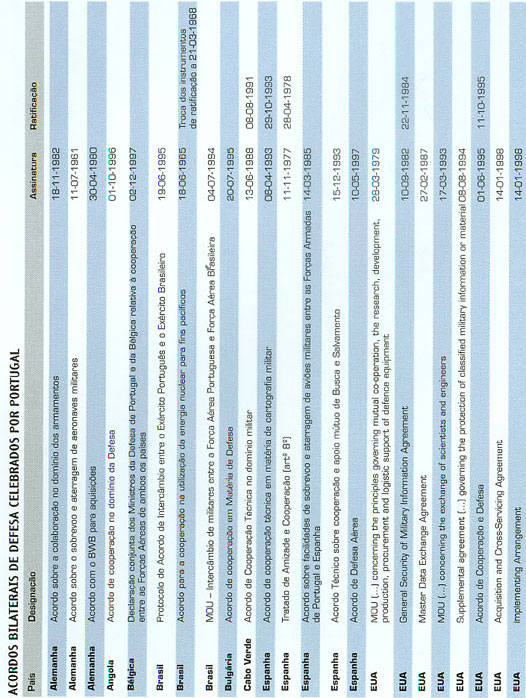 ACORDOS BILATERAIS DE DEFESA CELEBRADOS POR PORTUGAL
País Designação Assinatura Ratificação
Alemanha Acordo sobre a colaboração no domínio dos armamentos 18-11-1982
Alemanha Acordo sobre o sobrevoo e aterragem de aeronaves militares 11-07-1961
Alemanha Acordo com o BWB para aquisições 30-04-1980
Angola Acordo de cooperação no domínio da Defesa 01-10-1996
Bélgica Declaração conjunta dos Ministros da Defesa de Portugal e da Bélgica relativa à cooperação 02-12-1997
entre as Forças Aéreas de ambos os países
Brasil Protocolo de Acordo de Intercâmbio entre o Exército Português e o Exército Brasileiro 19-06-1995
Brasil Acordo para a cooperação na utilização da energia nuclear para fins pacíficos 18-06-1965 Troca dos instrumentos
de ratificação a 21-03-1968
Brasil MOU – Intercâmbio de militares entre a Força Aérea Portuguesa e Força Aérea Brasileira 04-07-1994
Bulgária Acordo de cooperação em Matéria de Defesa 20-07-1995
Cabo Verde Acordo de Cooperação Técnica no domínio militar 13-06-1988 08-08-1991
Espanha Acordo de cooperação técnica em matéria de cartografia militar 08-04-1993 29-10-1993
Espanha Tratado de Amizade e Cooperação (artº 8º) 11-11-1977 28-04-1978
Espanha Acordo sobre facilidades de sobrevoo e aterragem de aviões militares entre as Forças Armadas 14-03-1985
de Portugal e Espanha
Espanha Acordo Técnico sobre cooperação e apoio mútuo de Busca e Salvamento 15-12-1993
Espanha Acordo de Defesa Aérea 10-05-1997
EUA MOU (...) concerning the principles governing mutual co-operation, the research, development, 28-03-1979
production, procurement and logistic support of defence equipment.
EUA General Security of Military Information Agreement 10-09-1982 22-11-1984
EUA Master Data Exchange Agreement 27-02-1987
EUA MOU (...) concerning the exchange of scientists and engineers 17-03-1993
EUA Supplemental agreement (...) governing the protection of classified military information or material 08-08-1994
EUA Acordo de Cooperação e Defesa 01-06-1995 11-10-1995
EUA Acquisition and Cross-Servicing Agreement 14-01-1998
EUA Implementing Arrangement 14-01-1998